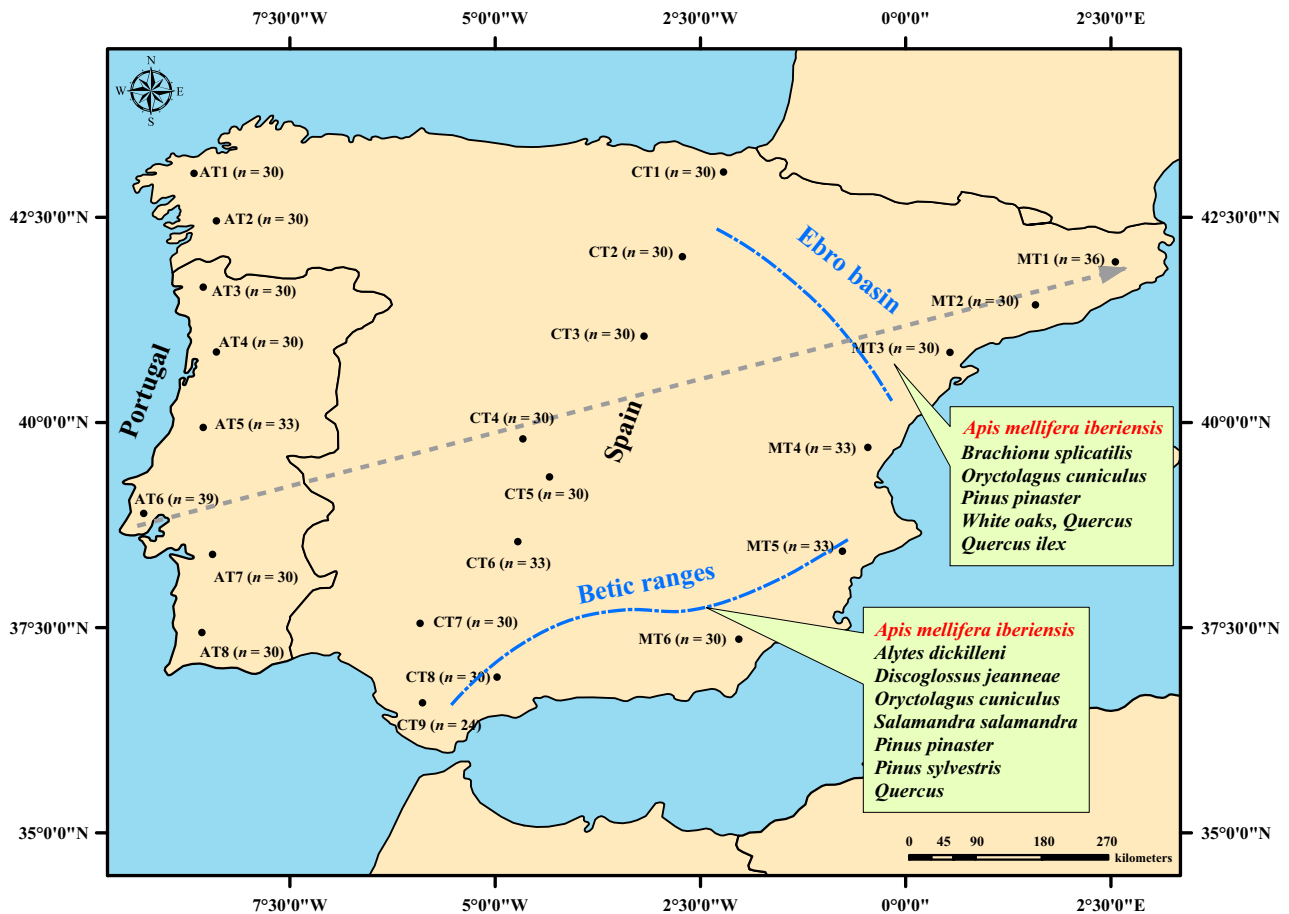 7°30'0"W 5°0'0"W 2°30'0"W 0°0'0" 2°30'0"E
N
W E
S
AT1 (n = 30)
CT1 (n = 30)
42°30'0"N 42°30'0"N
AT2 (n = 30)
Ebro basin
CT2 (n = 30)
MT1 (n = 36)
AT3 (n = 30)
MT2 (n = 30)
CT3 (n = 30)
AT4 (n = 30)
MT3 (n = 30)
Portugal
Spain
40°0'0"N 40°0'0"N
CT4 (n = 30)
AT5 (n = 33)
Apis mellifera iberiensis
Brachionu splicatilis
Oryctolagus cuniculus
Pinus pinaster
White oaks, Quercus
Quercus ilex
MT4 (n = 33)
CT5 (n = 30)
AT6 (n = 39)
MT5 (n = 33)
CT6 (n = 33)
AT7 (n = 30)
Betic ranges
37°30'0"N 37°30'0"N
CT7 (n = 30)
MT6 (n = 30)
AT8 (n = 30)
CT8 (n = 30)
CT9 (n = 24)
Apis mellifera iberiensis
Alytes dickilleni
Discoglossus jeanneae
Oryctolagus cuniculus
Salamandra salamandra
Pinus pinaster
Pinus sylvestris
Quercus
35°0'0"N 35°0'0"N
0 45 90 180 270
kilometers
7°30'0"W 5°0'0"W 2°30'0"W 0°0'0" 2°30'0"E